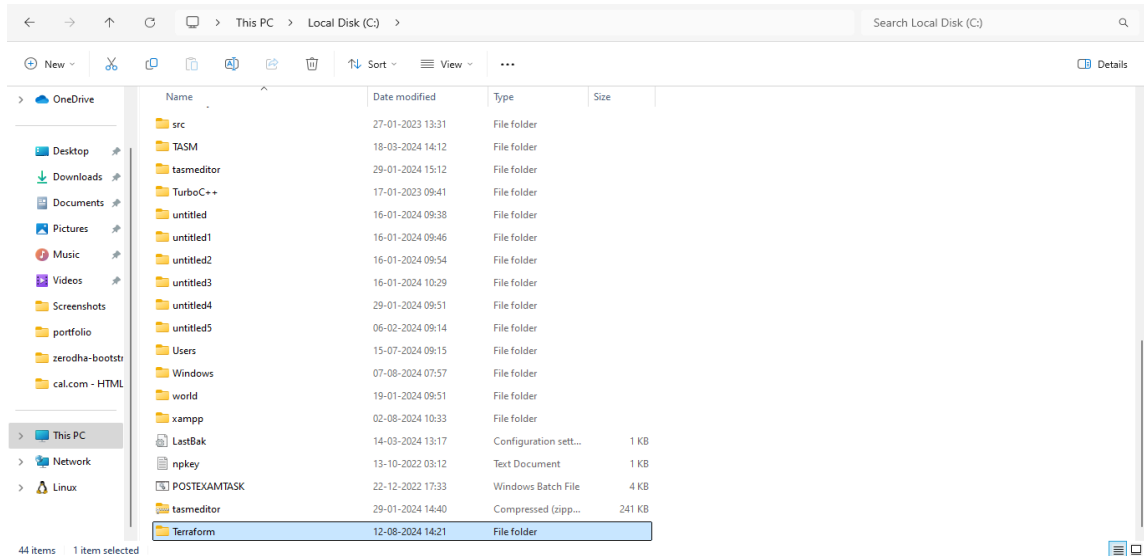 This PC > Local Disk (C:) > Search Local Disk (C:)
New Sort View ... Details
Name Date modified Type Size
OneDrive
Desktop
Downloads
Documents
Pictures
Music
Videos
Screenshots
portfolio
zerodha-bootstr
cal.com - HTML
This PC
Network
Linux
src 27-01-2023 13:31 File folder
TASM 18-03-2024 14:12 File folder
tasmeditor 29-01-2024 15:12 File folder
TurboC++ 17-01-2023 09:41 File folder
untitled 16-01-2024 09:38 File folder
untitled1 16-01-2024 09:46 File folder
untitled2 16-01-2024 09:54 File folder
untitled3 16-01-2024 10:29 File folder
untitled4 29-01-2024 09:51 File folder
untitled5 06-02-2024 09:14 File folder
Users 15-07-2024 09:15 File folder
Windows 07-08-2024 07:57 File folder
world 19-01-2024 09:51 File folder
xampp 02-08-2024 10:33 File folder
LastBak 14-03-2024 13:17 Configuration sett... 1 KB
npkey 13-10-2022 03:12 Text Document 1 KB
POSTEXAMTASK 22-12-2022 17:33 Windows Batch File 4 KB
tasmeditor 29-01-2024 14:40 Compressed (zipp... 241 KB
Terraform 12-08-2024 14:21 File folder
44 items 1 item selected